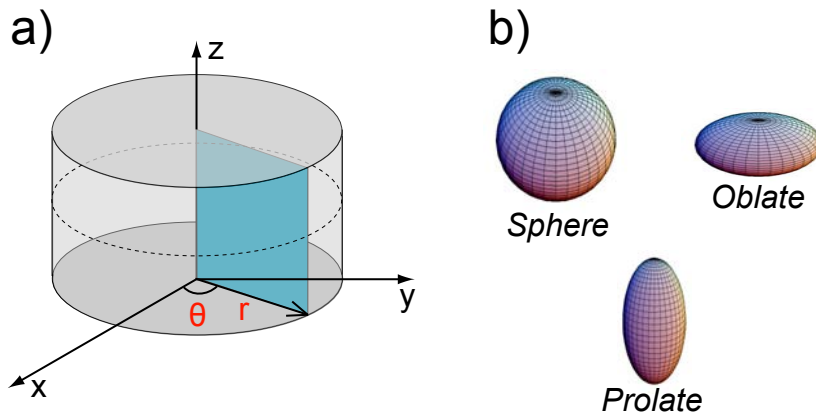 a)
z
y
θ
r
x
b)
Sphere
Oblate
Prolate